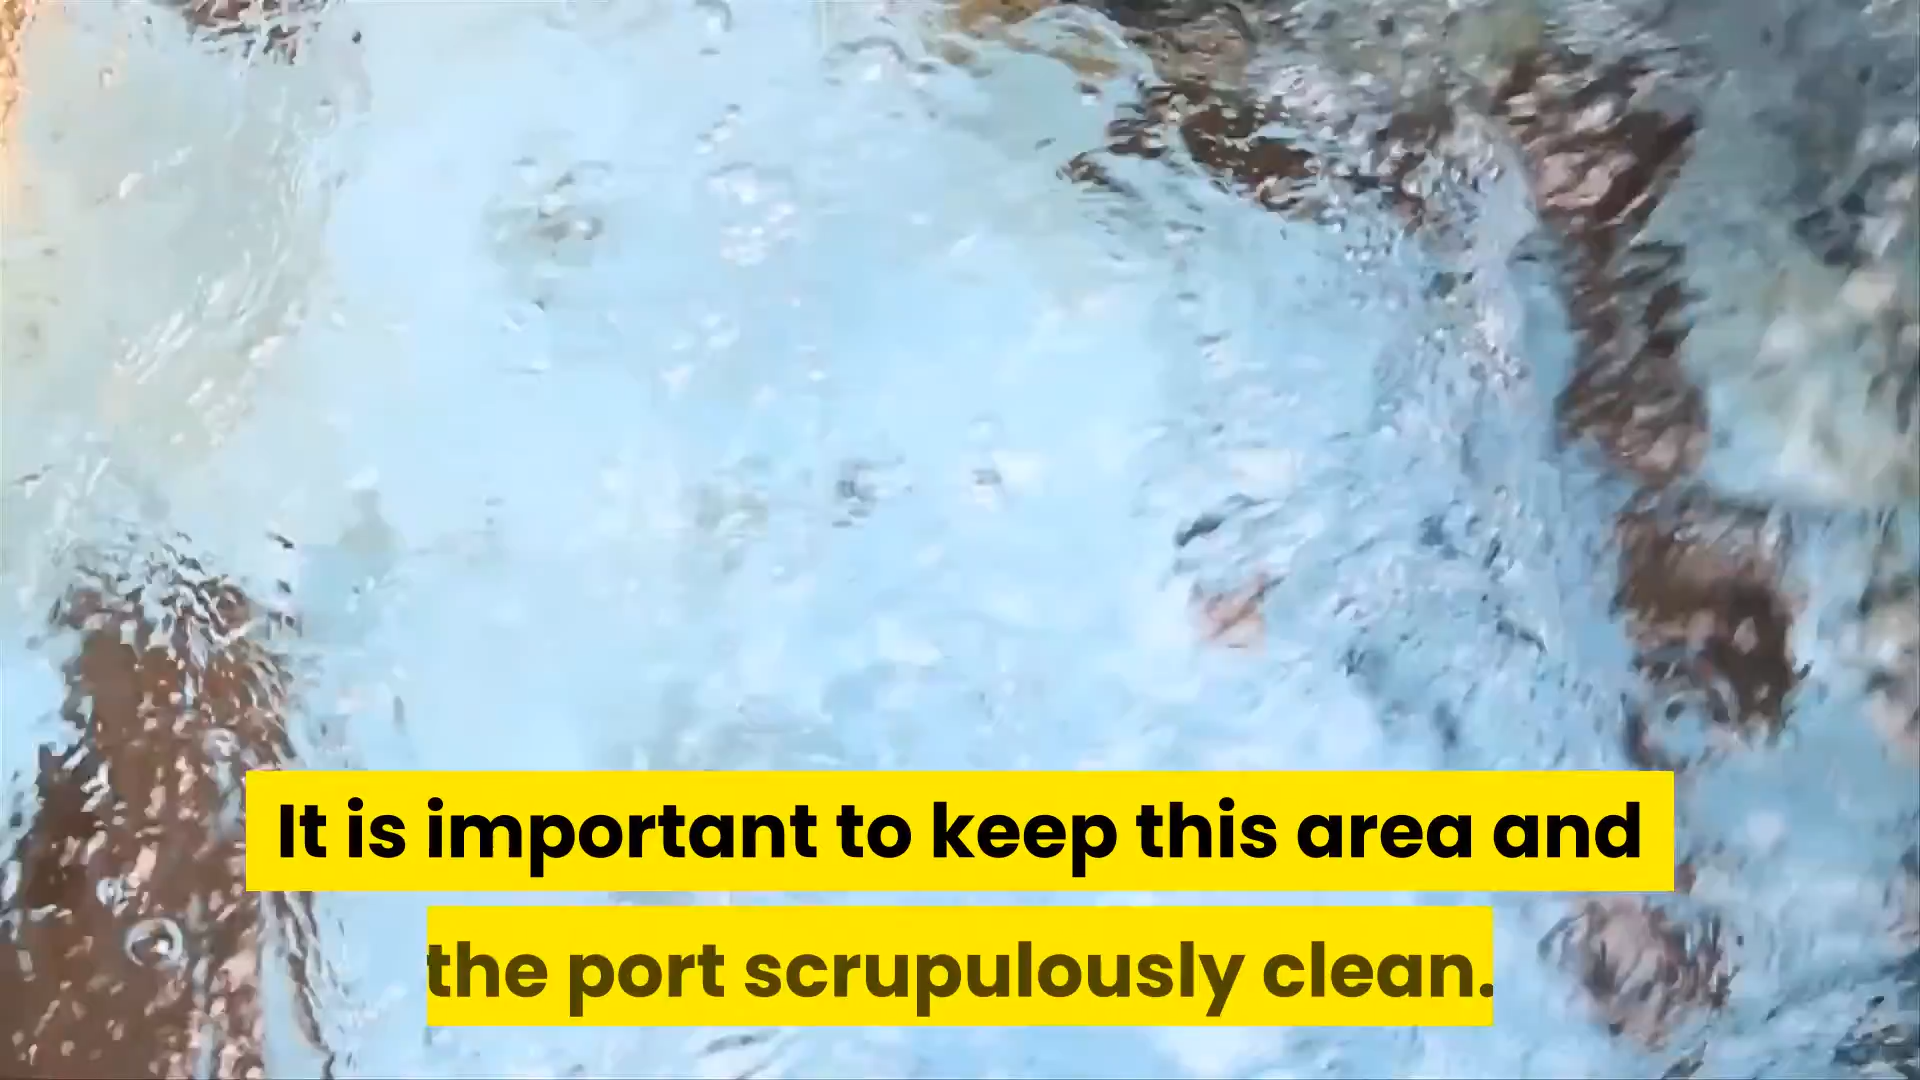 It is important to keep this area and
the port scrupulously clean.